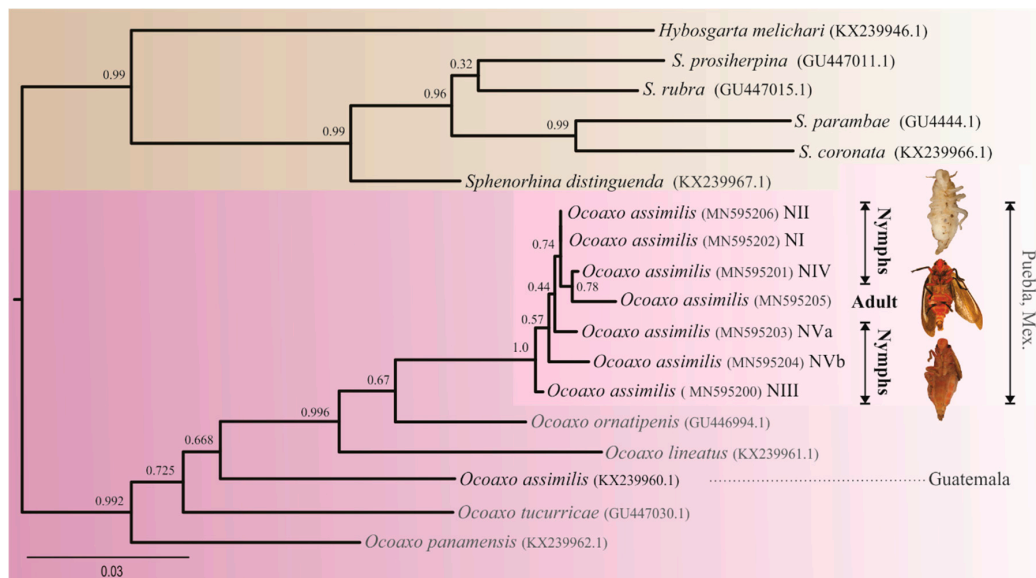 Hybosgarta melichari (KX239946.1)
0.32
S. prosiherpina (GU447011.1)
0.99
0.96
S. rubra (GU447015.1)
0.99
S. parambae (GU4444.1)
0.99
S. coronata (KX239966.1)
Sphenorhina distinguenda (KX239967.1)
Ocoaxo assimilis (MN595206) NII
0.74
Ocoaxo assimilis (MN595202) NI
Nymphs
Ocoaxo assimilis (MN595201) NIV
0.44
0.78
Ocoaxo assimilis (MN595205)
Adult
Puebla, Mex.
0.57
Ocoaxo assimilis (MN595203) NVa
1.0
Ocoaxo assimilis (MN595204) NVb
Nymphs
Ocoaxo assimilis ( MN595200) NIII
0.67
Ocoaxo ornatipenis (GU446994.1)
0.996
Ocoaxo lineatus (KX239961.1)
0.668
Ocoaxo assimilis (KX239960.1)
Guatemala
0.725
Ocoaxo tucurricae (GU447030.1)
0.992
Ocoaxo panamensis (KX239962.1)
0.03